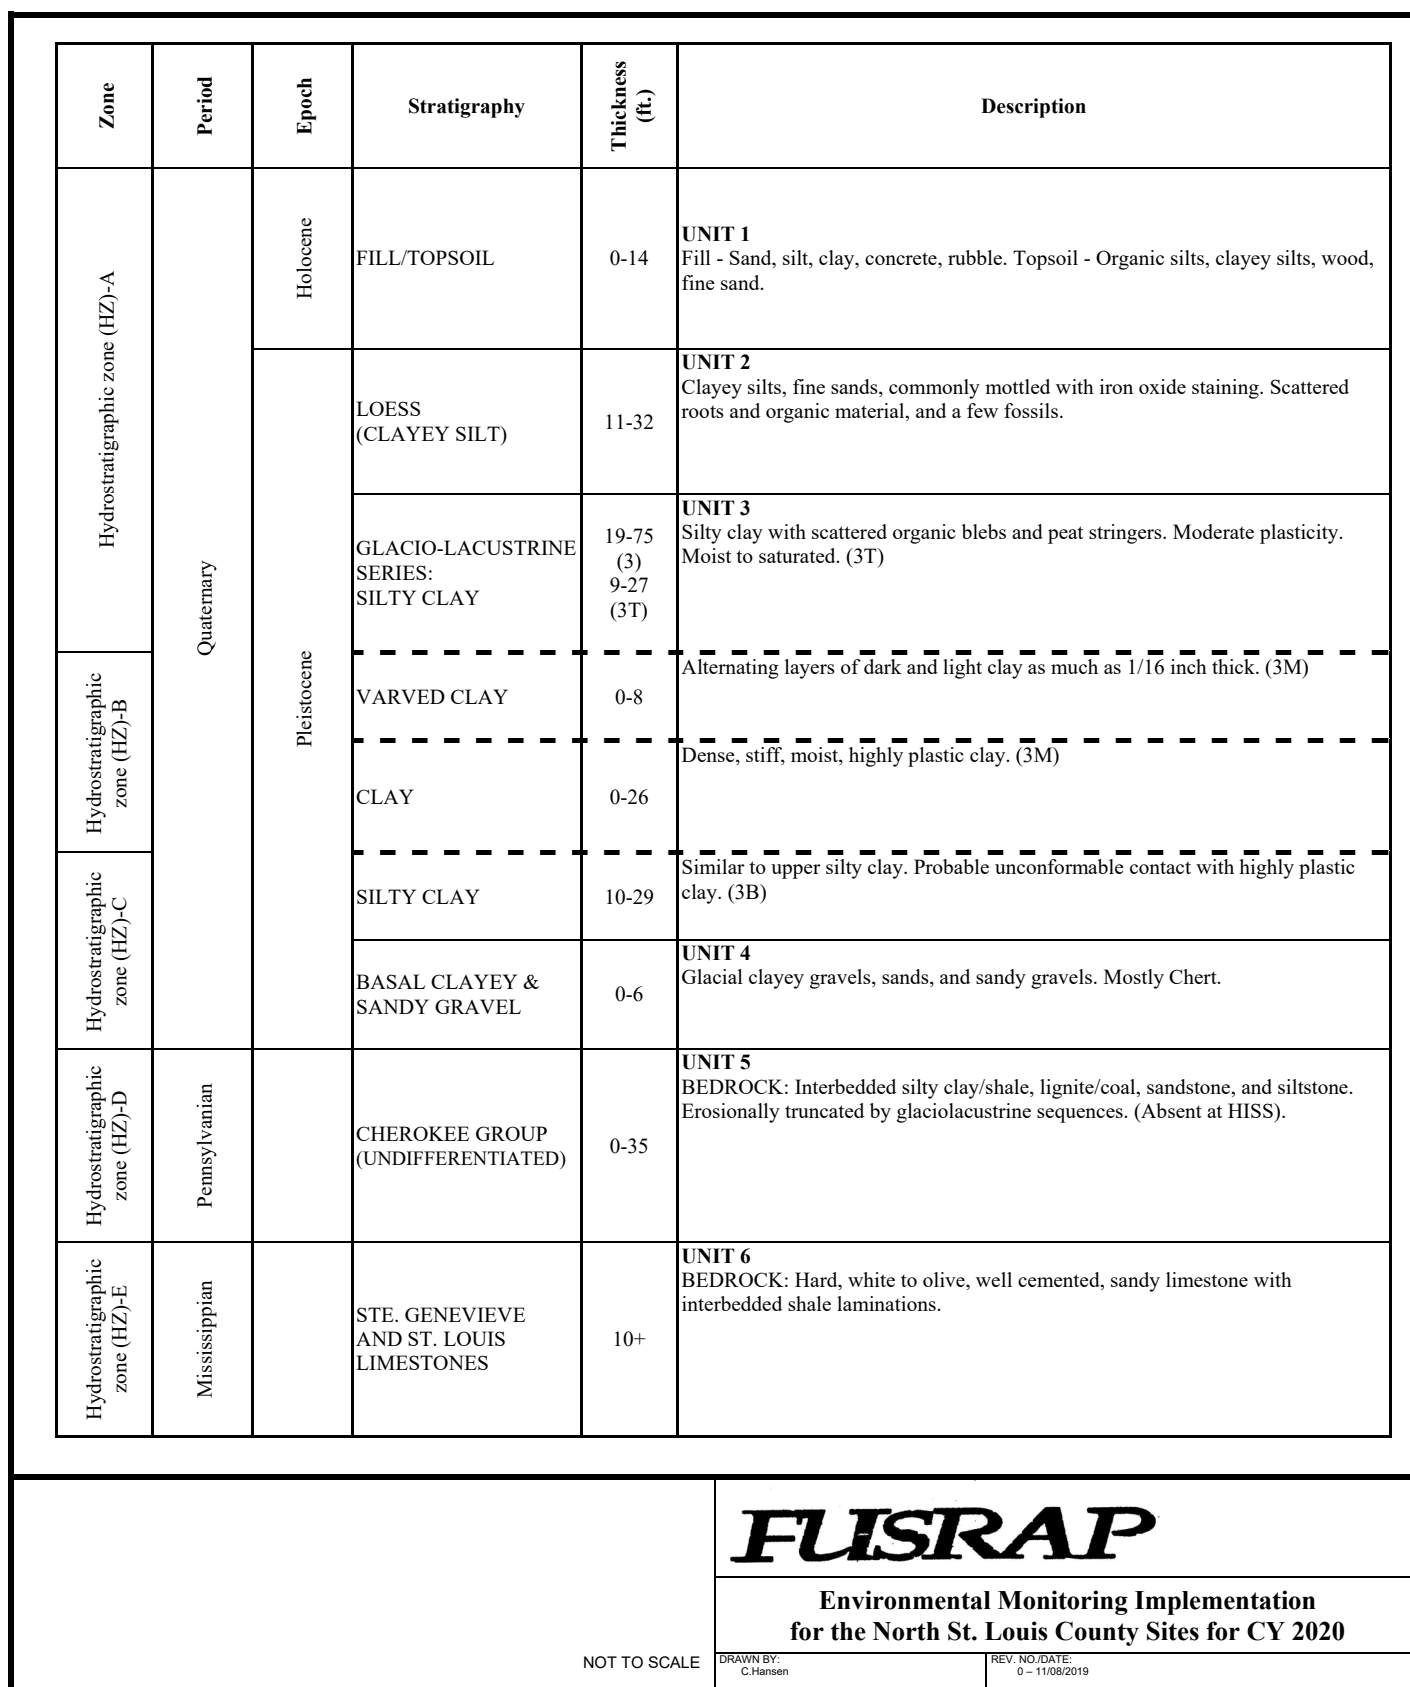 Zone
Period
Epoch
Stratigraphy
Thickness
(ft.)
Description
Hydrostratigraphic zone (HZ)-A
Quaternary
Holocene
FILL/TOPSOIL
0-14
UNIT 1
Fill - Sand, silt, clay, concrete, rubble. Topsoil - Organic silts, clayey silts, wood,
fine sand.
Pleistocene
LOESS
(CLAYEY SILT)
11-32
UNIT 2
Clayey silts, fine sands, commonly mottled with iron oxide staining. Scattered
roots and organic material, and a few fossils.
GLACIO-LACUSTRINE
SERIES:
SILTY CLAY
19-75
(3)
9-27
(3T)
UNIT 3
Silty clay with scattered organic blebs and peat stringers. Moderate plasticity.
Moist to saturated. (3T)
Hydrostratigraphic
zone (HZ)-B
VARVED CLAY
0-8
Alternating layers of dark and light clay as much as 1/16 inch thick. (3M)
CLAY
0-26
Dense, stiff, moist, highly plastic clay. (3M)
Hydrostratigraphic
zone (HZ)-C
SILTY CLAY
10-29
Similar to upper silty clay. Probable unconformable contact with highly plastic
clay. (3B)
BASAL CLAYEY &
SANDY GRAVEL
0-6
UNIT 4
Glacial clayey gravels, sands, and sandy gravels. Mostly Chert.
Hydrostratigraphic
zone (HZ)-D
Pennsylvanian
CHEROKEE GROUP
(UNDIFFERENTIATED)
0-35
UNIT 5
BEDROCK: Interbedded silty clay/shale, lignite/coal, sandstone, and siltstone.
Erosionally truncated by glaciolacustrine sequences. (Absent at HISS).
Hydrostratigraphic
zone (HZ)-E
Mississippian
STE. GENEVIEVE
AND ST. LOUIS
LIMESTONES
10+
UNIT 6
BEDROCK: Hard, white to olive, well cemented, sandy limestone with
interbedded shale laminations.
FUSRAP
Environmental Monitoring Implementation
for the North St. Louis County Sites for CY 2020
NOT TO SCALE
DRAWN BY:
C.Hansen
REV. NO./DATE:
0 – 11/08/2019